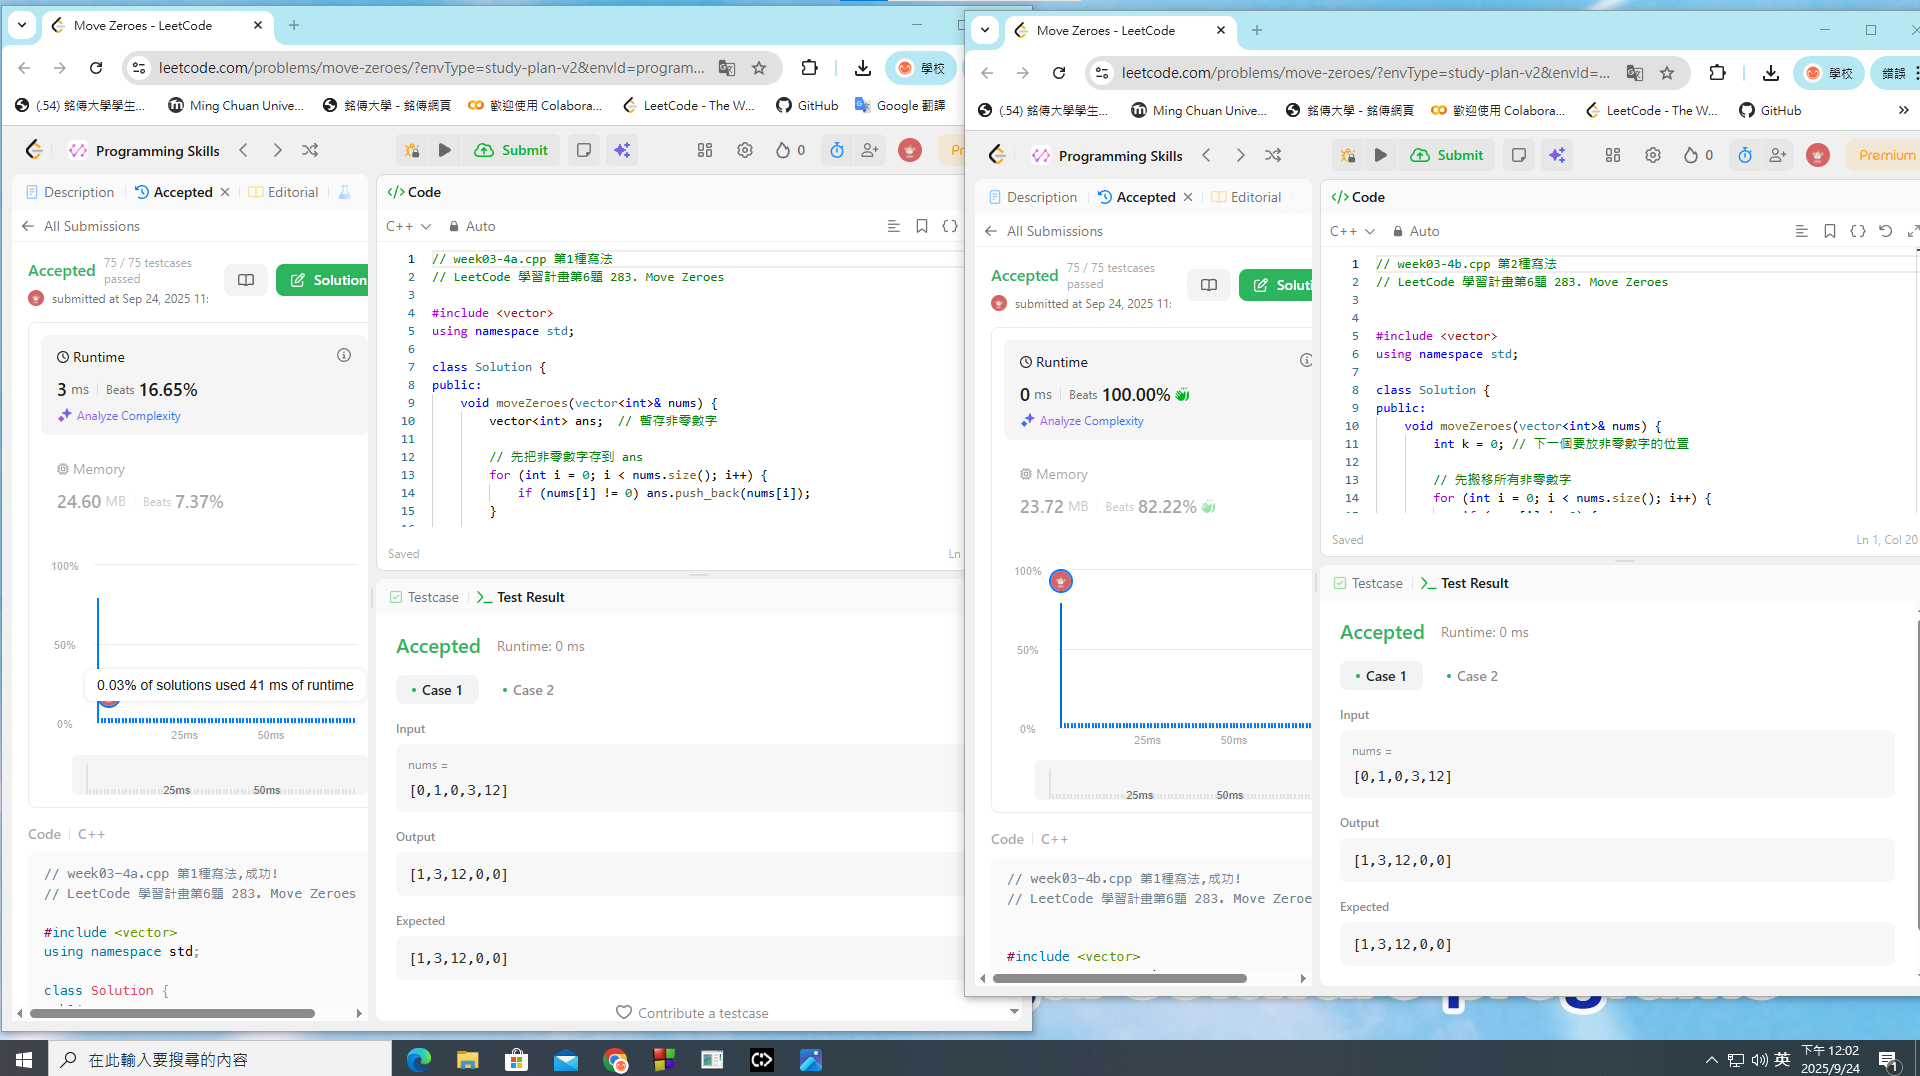 Move Zeroes - LeetCode
leetcode.com/problems/move-zeroes/?envType=study-plan-v2&envId=program...
學校
(.54) 銘傳大學學生...
Ming Chuan Unive...
銘傳大學 - 銘傳網頁
歡迎使用 Colabora...
LeetCode - The W...
GitHub
Google 翻譯
Programming Skills
Submit
0
Pr
Description
Accepted
Editorial
All Submissions
Accepted
75 / 75 testcases
passed
Solution
submitted at Sep 24, 2025 11:
Runtime
3 ms
Beats 16.65%
Analyze Complexity
Memory
24.60 MB
Beats 7.37%
100%
50%
0.03% of solutions used 41 ms of runtime
0%
25ms
50ms
25ms
50ms
Code
C++
// week03-4a.cpp 第1種寫法,成功!
// LeetCode 學習計畫第6題 283. Move Zeroes
#include <vector>
using namespace std;
class Solution {
Code
C++
Auto
1 // week03-4a.cpp 第1種寫法
2 // LeetCode 學習計畫第6題 283. Move Zeroes
3
4 #include <vector>
5 using namespace std;
6
7 class Solution {
8 public:
9 void moveZeroes(vector<int>& nums) {
10 vector<int> ans; // 暫存非零數字
11
12 // 先把非零數字存到 ans
13 for (int i = 0; i < nums.size(); i++) {
14 if (nums[i] != 0) ans.push_back(nums[i]);
15 }
Saved
Ln
Testcase
Test Result
Accepted
Runtime: 0 ms
Case 1
Case 2
Input
nums =
[0,1,0,3,12]
Output
[1,3,12,0,0]
Expected
[1,3,12,0,0]
Contribute a testcase
Move Zeroes - LeetCode
leetcode.com/problems/move-zeroes/?envType=study-plan-v2&envId=...
學校
錯誤
(.54) 銘傳大學學生...
Ming Chuan Unive...
銘傳大學 - 銘傳網頁
歡迎使用 Colabora...
LeetCode - The W...
GitHub
Programming Skills
Submit
0
Premium
Description
Accepted
Editorial
All Submissions
Accepted
75 / 75 testcases
passed
Soluti
submitted at Sep 24, 2025 11:
Runtime
0 ms
Beats 100.00%
Analyze Complexity
Memory
23.72 MB
Beats 82.22%
100%
50%
0%
25ms
50ms
25ms
50ms
Code
C++
// week03-4b.cpp 第1種寫法,成功!
// LeetCode 學習計畫第6題 283. Move Zeroe
#include <vector>
Code
C++
Auto
1 // week03-4b.cpp 第2種寫法
2 // LeetCode 學習計畫第6題 283. Move Zeroes
3
4
5 #include <vector>
6 using namespace std;
7
8 class Solution {
9 public:
10 void moveZeroes(vector<int>& nums) {
11 int k = 0; // 下一個要放非零數字的位置
12
13 // 先搬移所有非零數字
14 for (int i = 0; i < nums.size(); i++) {
Saved
Ln 1, Col 20
Testcase
Test Result
Accepted
Runtime: 0 ms
Case 1
Case 2
Input
nums =
[0,1,0,3,12]
Output
[1,3,12,0,0]
Expected
[1,3,12,0,0]
在此輸入要搜尋的內容
英
下午 12:02
2025/9/24
1